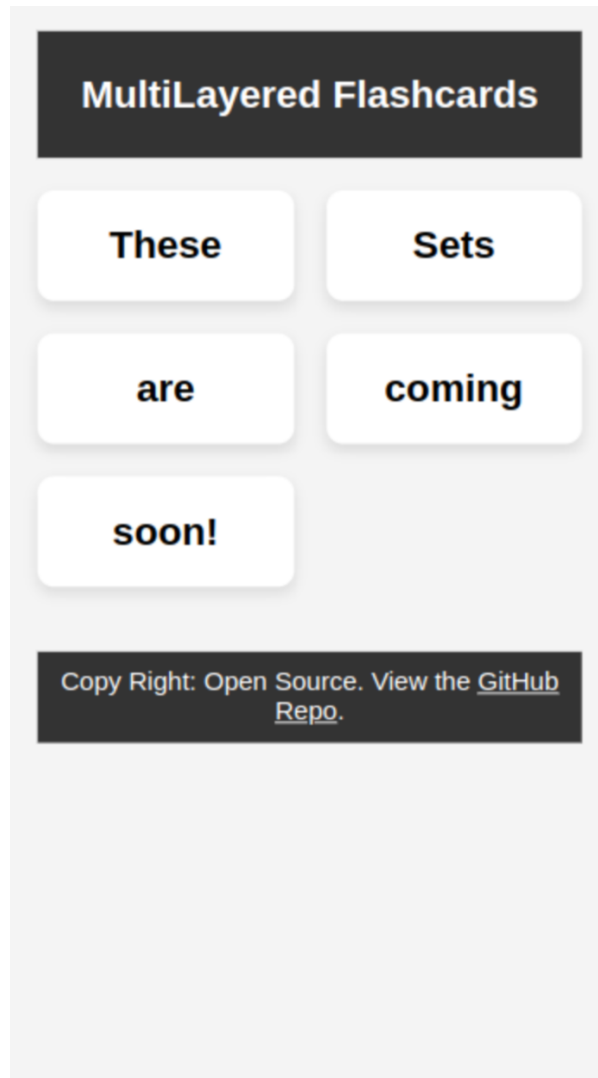 MultiLayered Flashcards
These
Sets
are
coming
soon!
Copy Right: Open Source. View the GitHub
Repo.